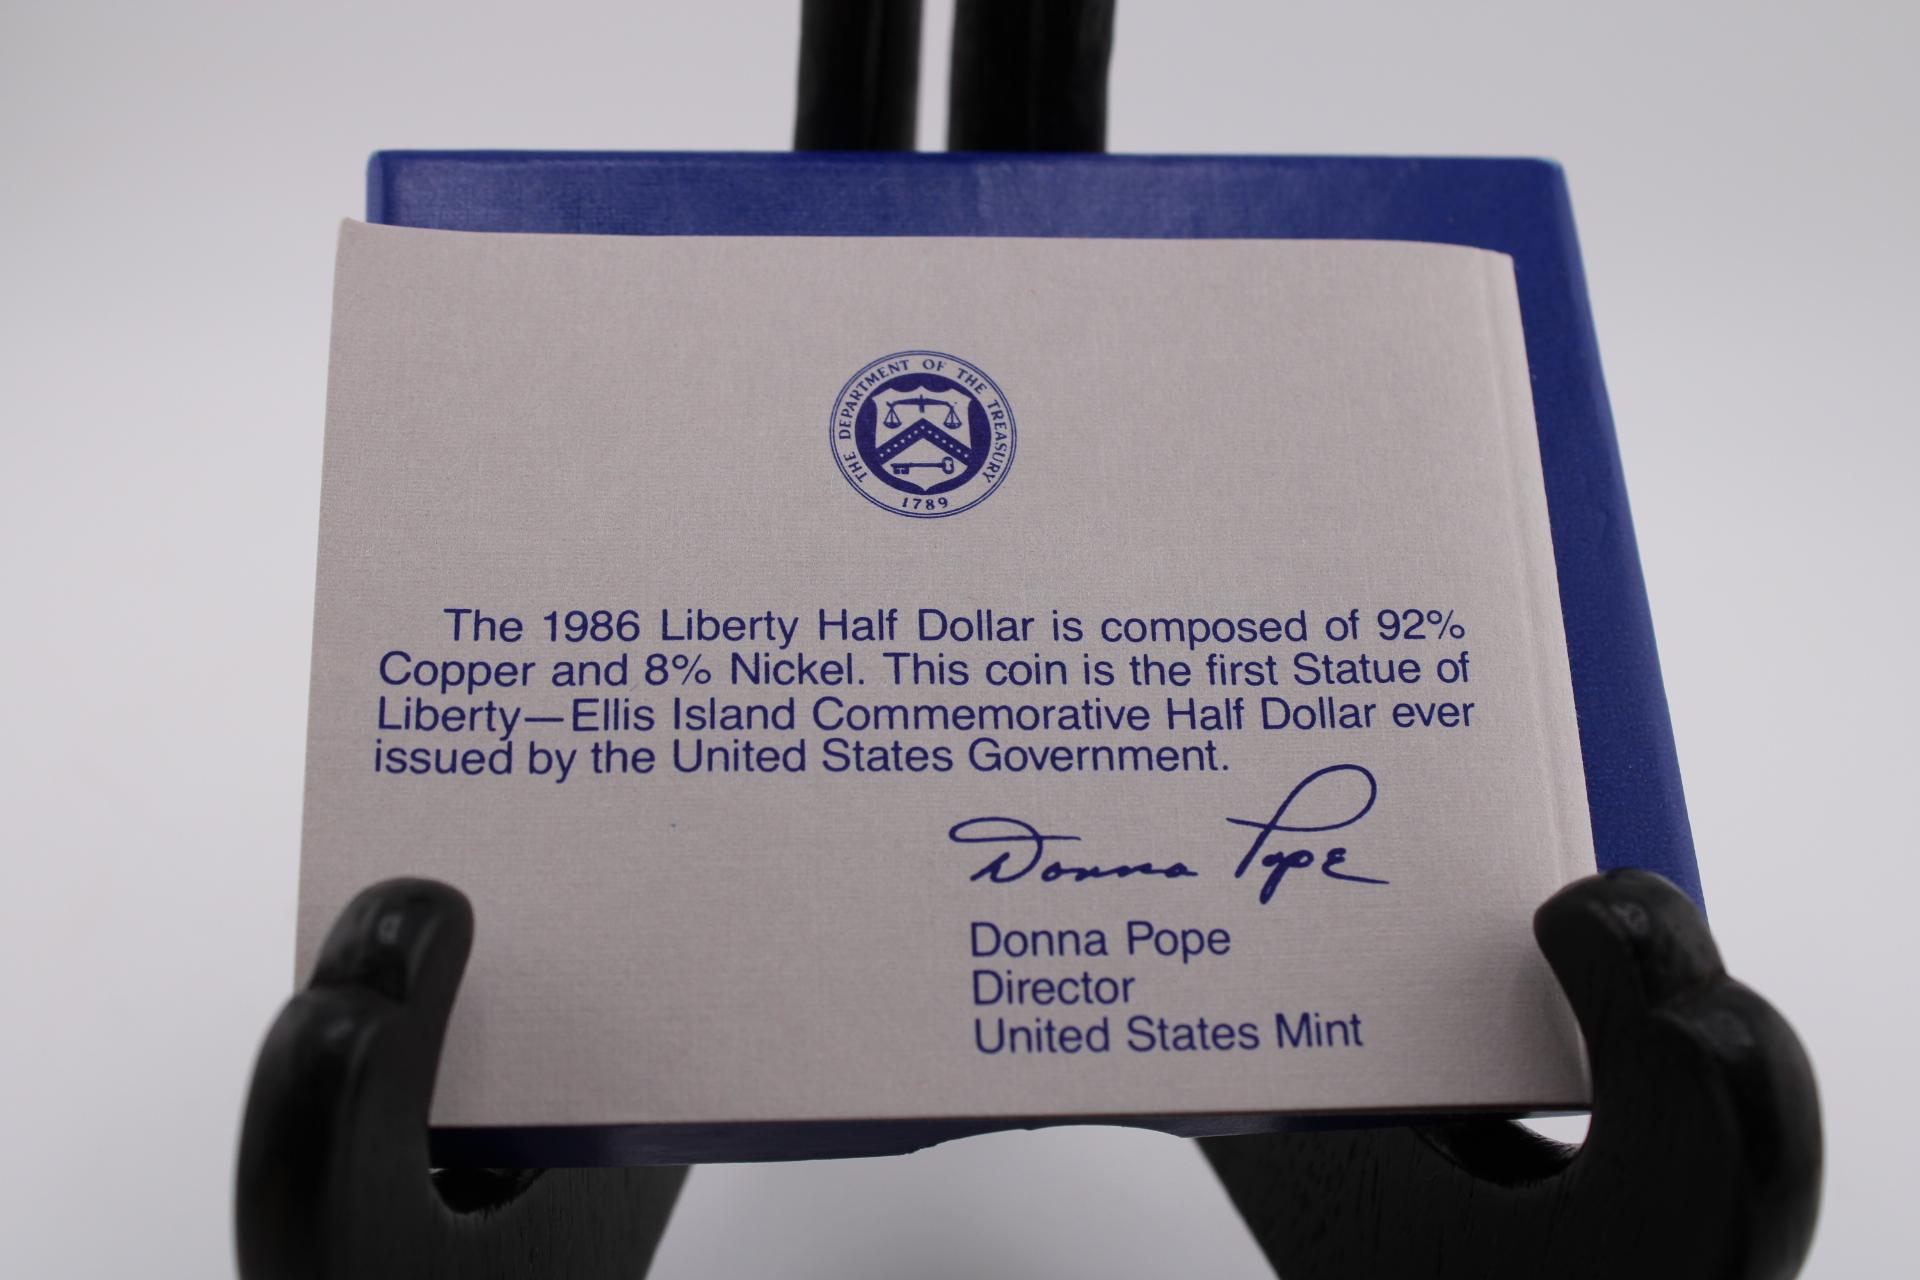 THE DEPARTMENT OF THE TREASURY
1789
The 1986 Liberty Half Dollar is composed of 92%
Copper and 8% Nickel. This coin is the first Statue of
Liberty—Ellis Island Commemorative Half Dollar ever
issued by the United States Government.
Donna Pope
Donna Pope
Director
United States Mint